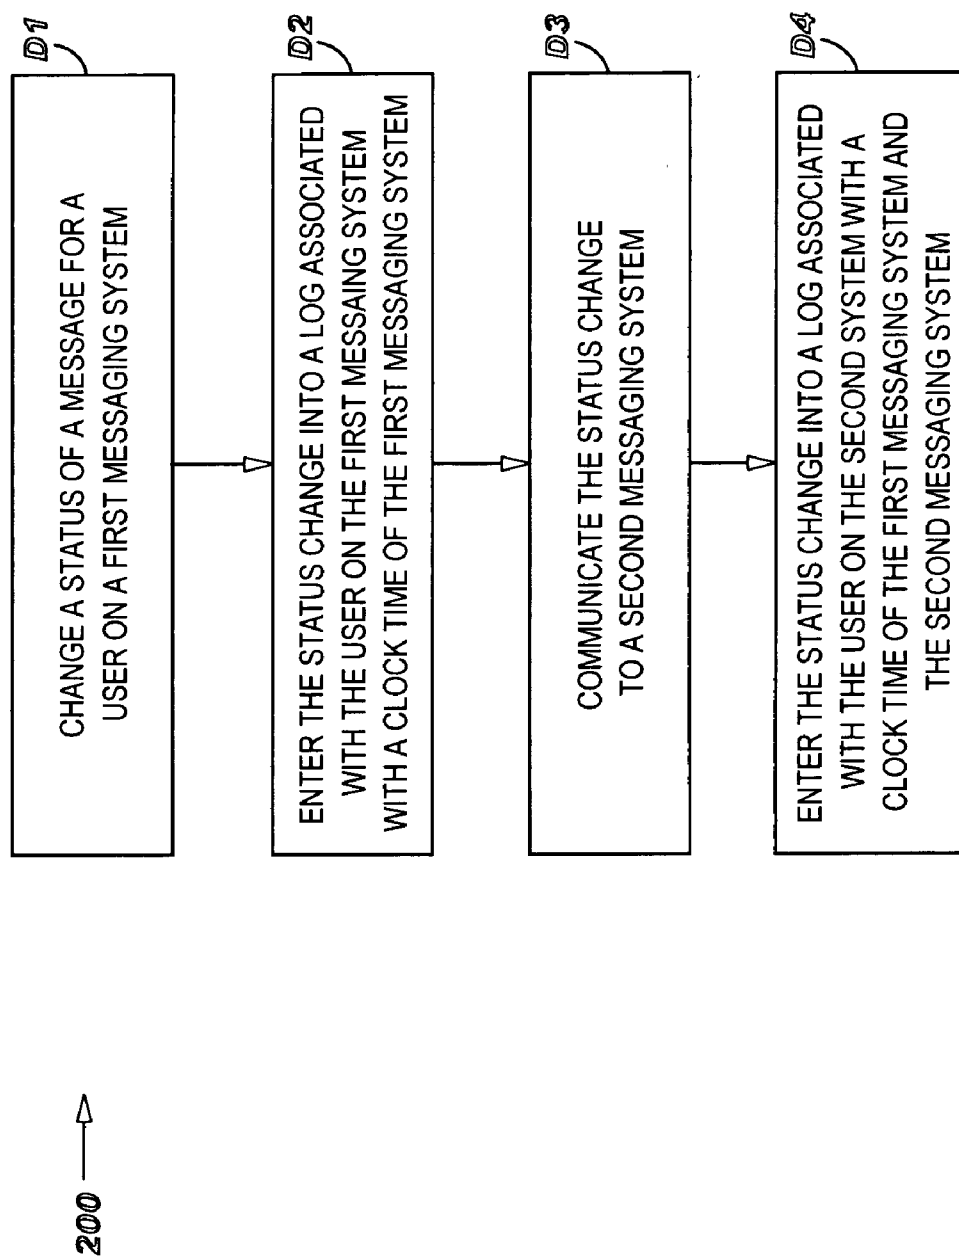 200
D1
CHANGE A STATUS OF A MESSAGE FOR A
USER ON A FIRST MESSAGING SYSTEM
D2
ENTER THE STATUS CHANGE INTO A LOG ASSOCIATED
WITH THE USER ON THE FIRST MESSAING SYSTEM
WITH A CLOCK TIME OF THE FIRST MESSAGING SYSTEM
D3
COMMUNICATE THE STATUS CHANGE
TO A SECOND MESSAGING SYSTEM
D4
ENTER THE STATUS CHANGE INTO A LOG ASSOCIATED
WITH THE USER ON THE SECOND SYSTEM WITH A
CLOCK TIME OF THE FIRST MESSAGING SYSTEM AND
THE SECOND MESSAGING SYSTEM